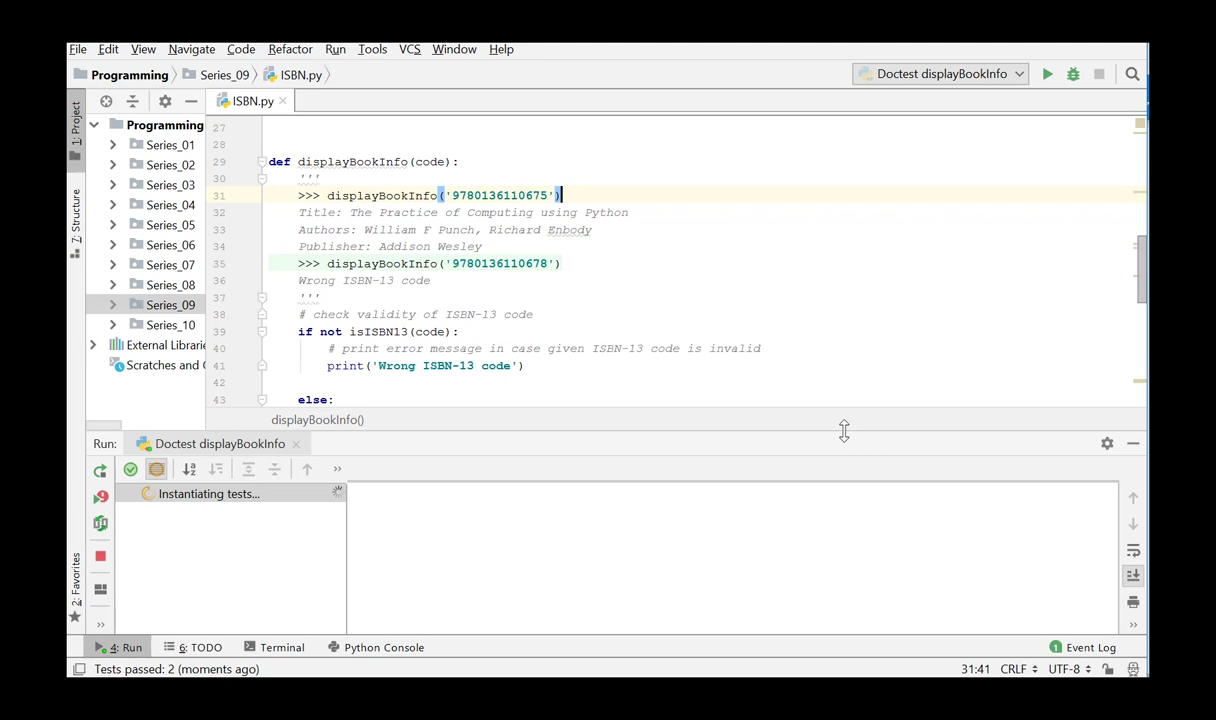 File Edit View Navigate Code Refactor Run Tools VCS Window Help
Programming Series_09 ISBN.py Doctest displayBookInfo
1: Project ISBN.py
Programming
Series_01
Series_02
Series_03
Series_04
Series_05
Series_06
Series_07
Series_08
Series_09
Series_10
External Librarie
Scratches and C
7: Structure
2: Favorites
27
28
29 def displayBookInfo(code):
30 '''
31 >>> displayBookInfo('9780136110675')
32 Title: The Practice of Computing using Python
33 Authors: William F Punch, Richard Enbody
34 Publisher: Addison Wesley
35 >>> displayBookInfo('9780136110678')
36 Wrong ISBN-13 code
37 '''
38 # check validity of ISBN-13 code
39 if not isISBN13(code):
40 # print error message in case given ISBN-13 code is invalid
41 print('Wrong ISBN-13 code')
42
43 else:
displayBookInfo()
Run: Doctest displayBookInfo
Instantiating tests...
4: Run 6: TODO Terminal Python Console 1 Event Log
Tests passed: 2 (moments ago) 31:41 CRLF UTF-8